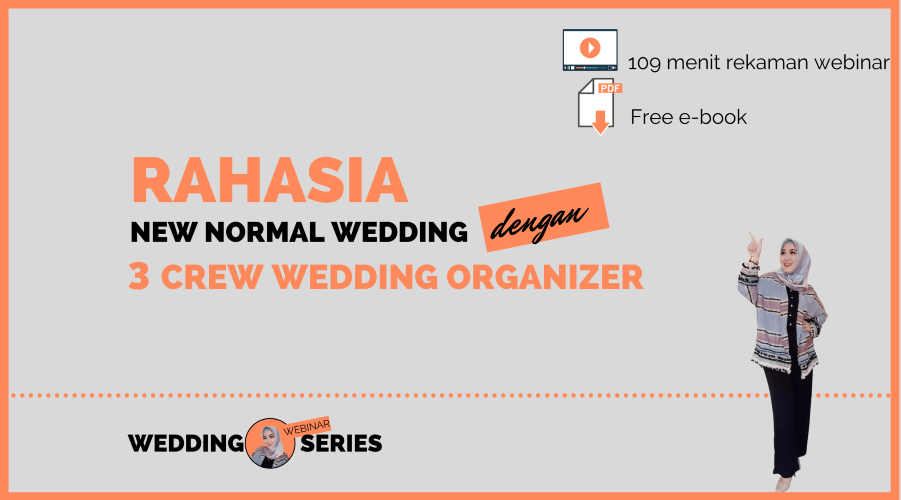 109 menit rekaman webinar
PDF
Free e-book
RAHASIA
NEW NORMAL WEDDING dengan
3 CREW WEDDING ORGANIZER
WEDDING WEBINAR SERIES